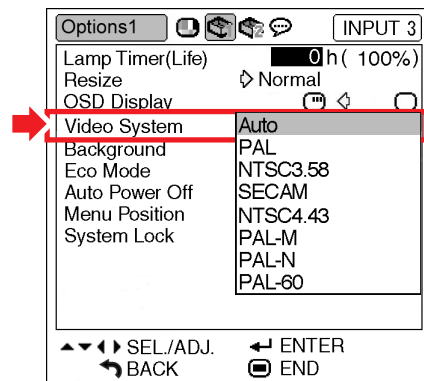 Options1 INPUT 3
Lamp Timer(Life) 0 h( 100%)
Resize Normal
OSD Display
Video System Auto
Background PAL
Eco Mode NTSC3.58
Auto Power Off SECAM
Menu Position NTSC4.43
System Lock PAL-M
PAL-N
PAL-60
SEL./ADJ. ENTER
BACK END